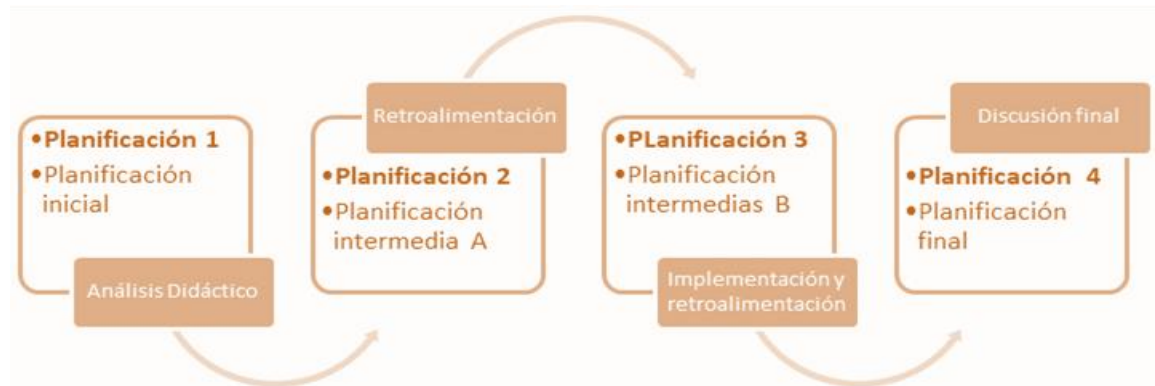 •Planificación 1
•Planificación
inicial
Análisis Didáctico
Retroalimentación
•Planificación 2
•Planificación
intermedia A
•PLanificación 3
•Planificación
intermedias B
Implementación y
retroalimentación
Discusión final
•Planificación 4
•Planificación
final